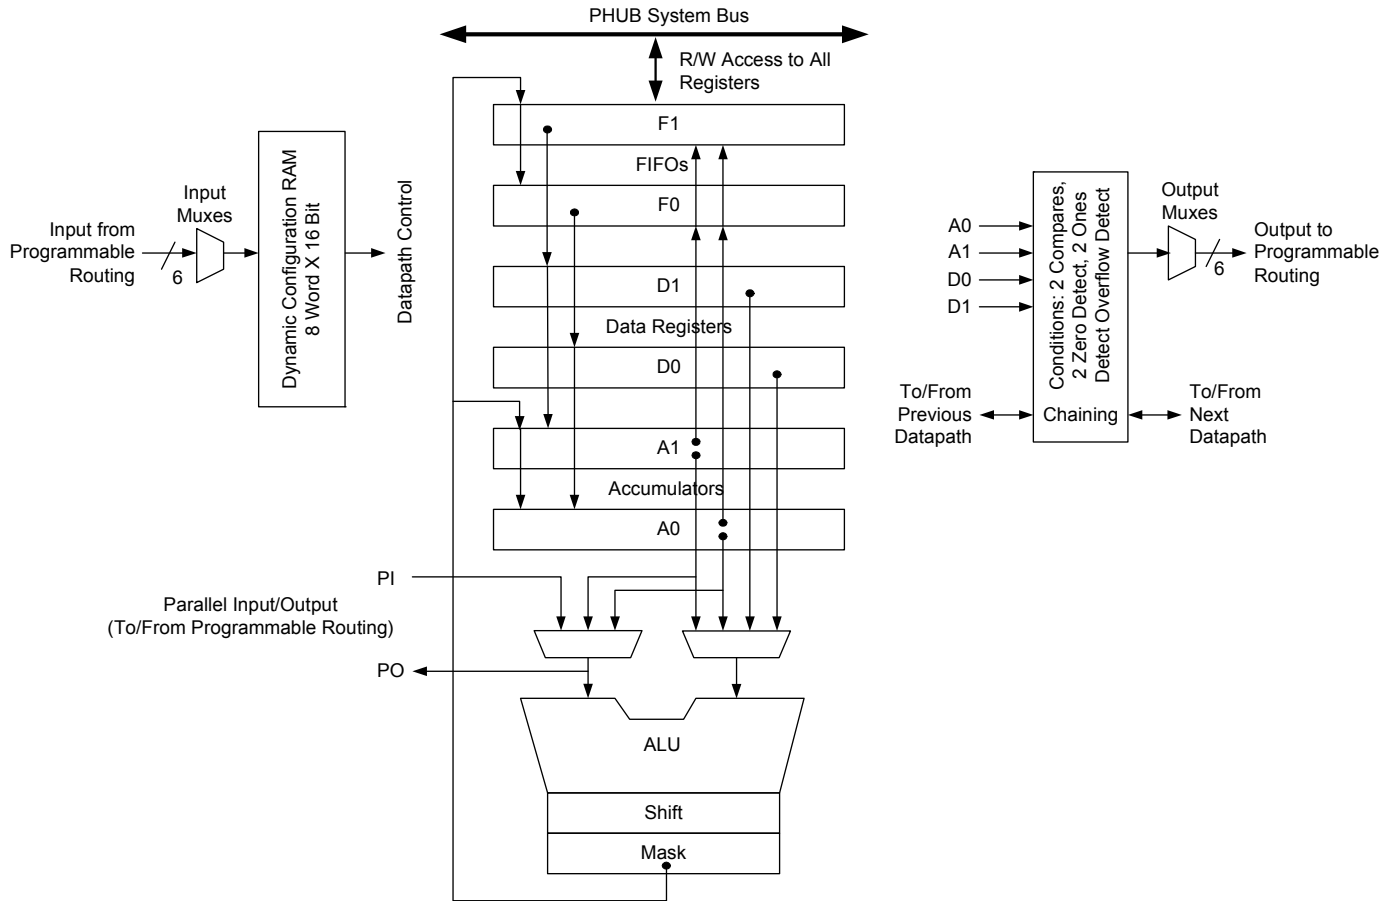 PHUB System Bus
R/W Access to All
Registers
F1
FIFOs
F0
D1
Data Registers
D0
A1
Accumulators
A0
Input from
Programmable
Routing
6
Input
Muxes
Dynamic Configuration RAM
8 Word X 16 Bit
Datapath Control
A0
A1
D0
D1
Conditions: 2 Compares,
2 Zero Detect, 2 Ones
Detect Overflow Detect
Chaining
To/From
Previous
Datapath
To/From
Next
Datapath
Output
Muxes
6
Output to
Programmable
Routing
PI
Parallel Input/Output
(To/From Programmable Routing)
PO
ALU
Shift
Mask